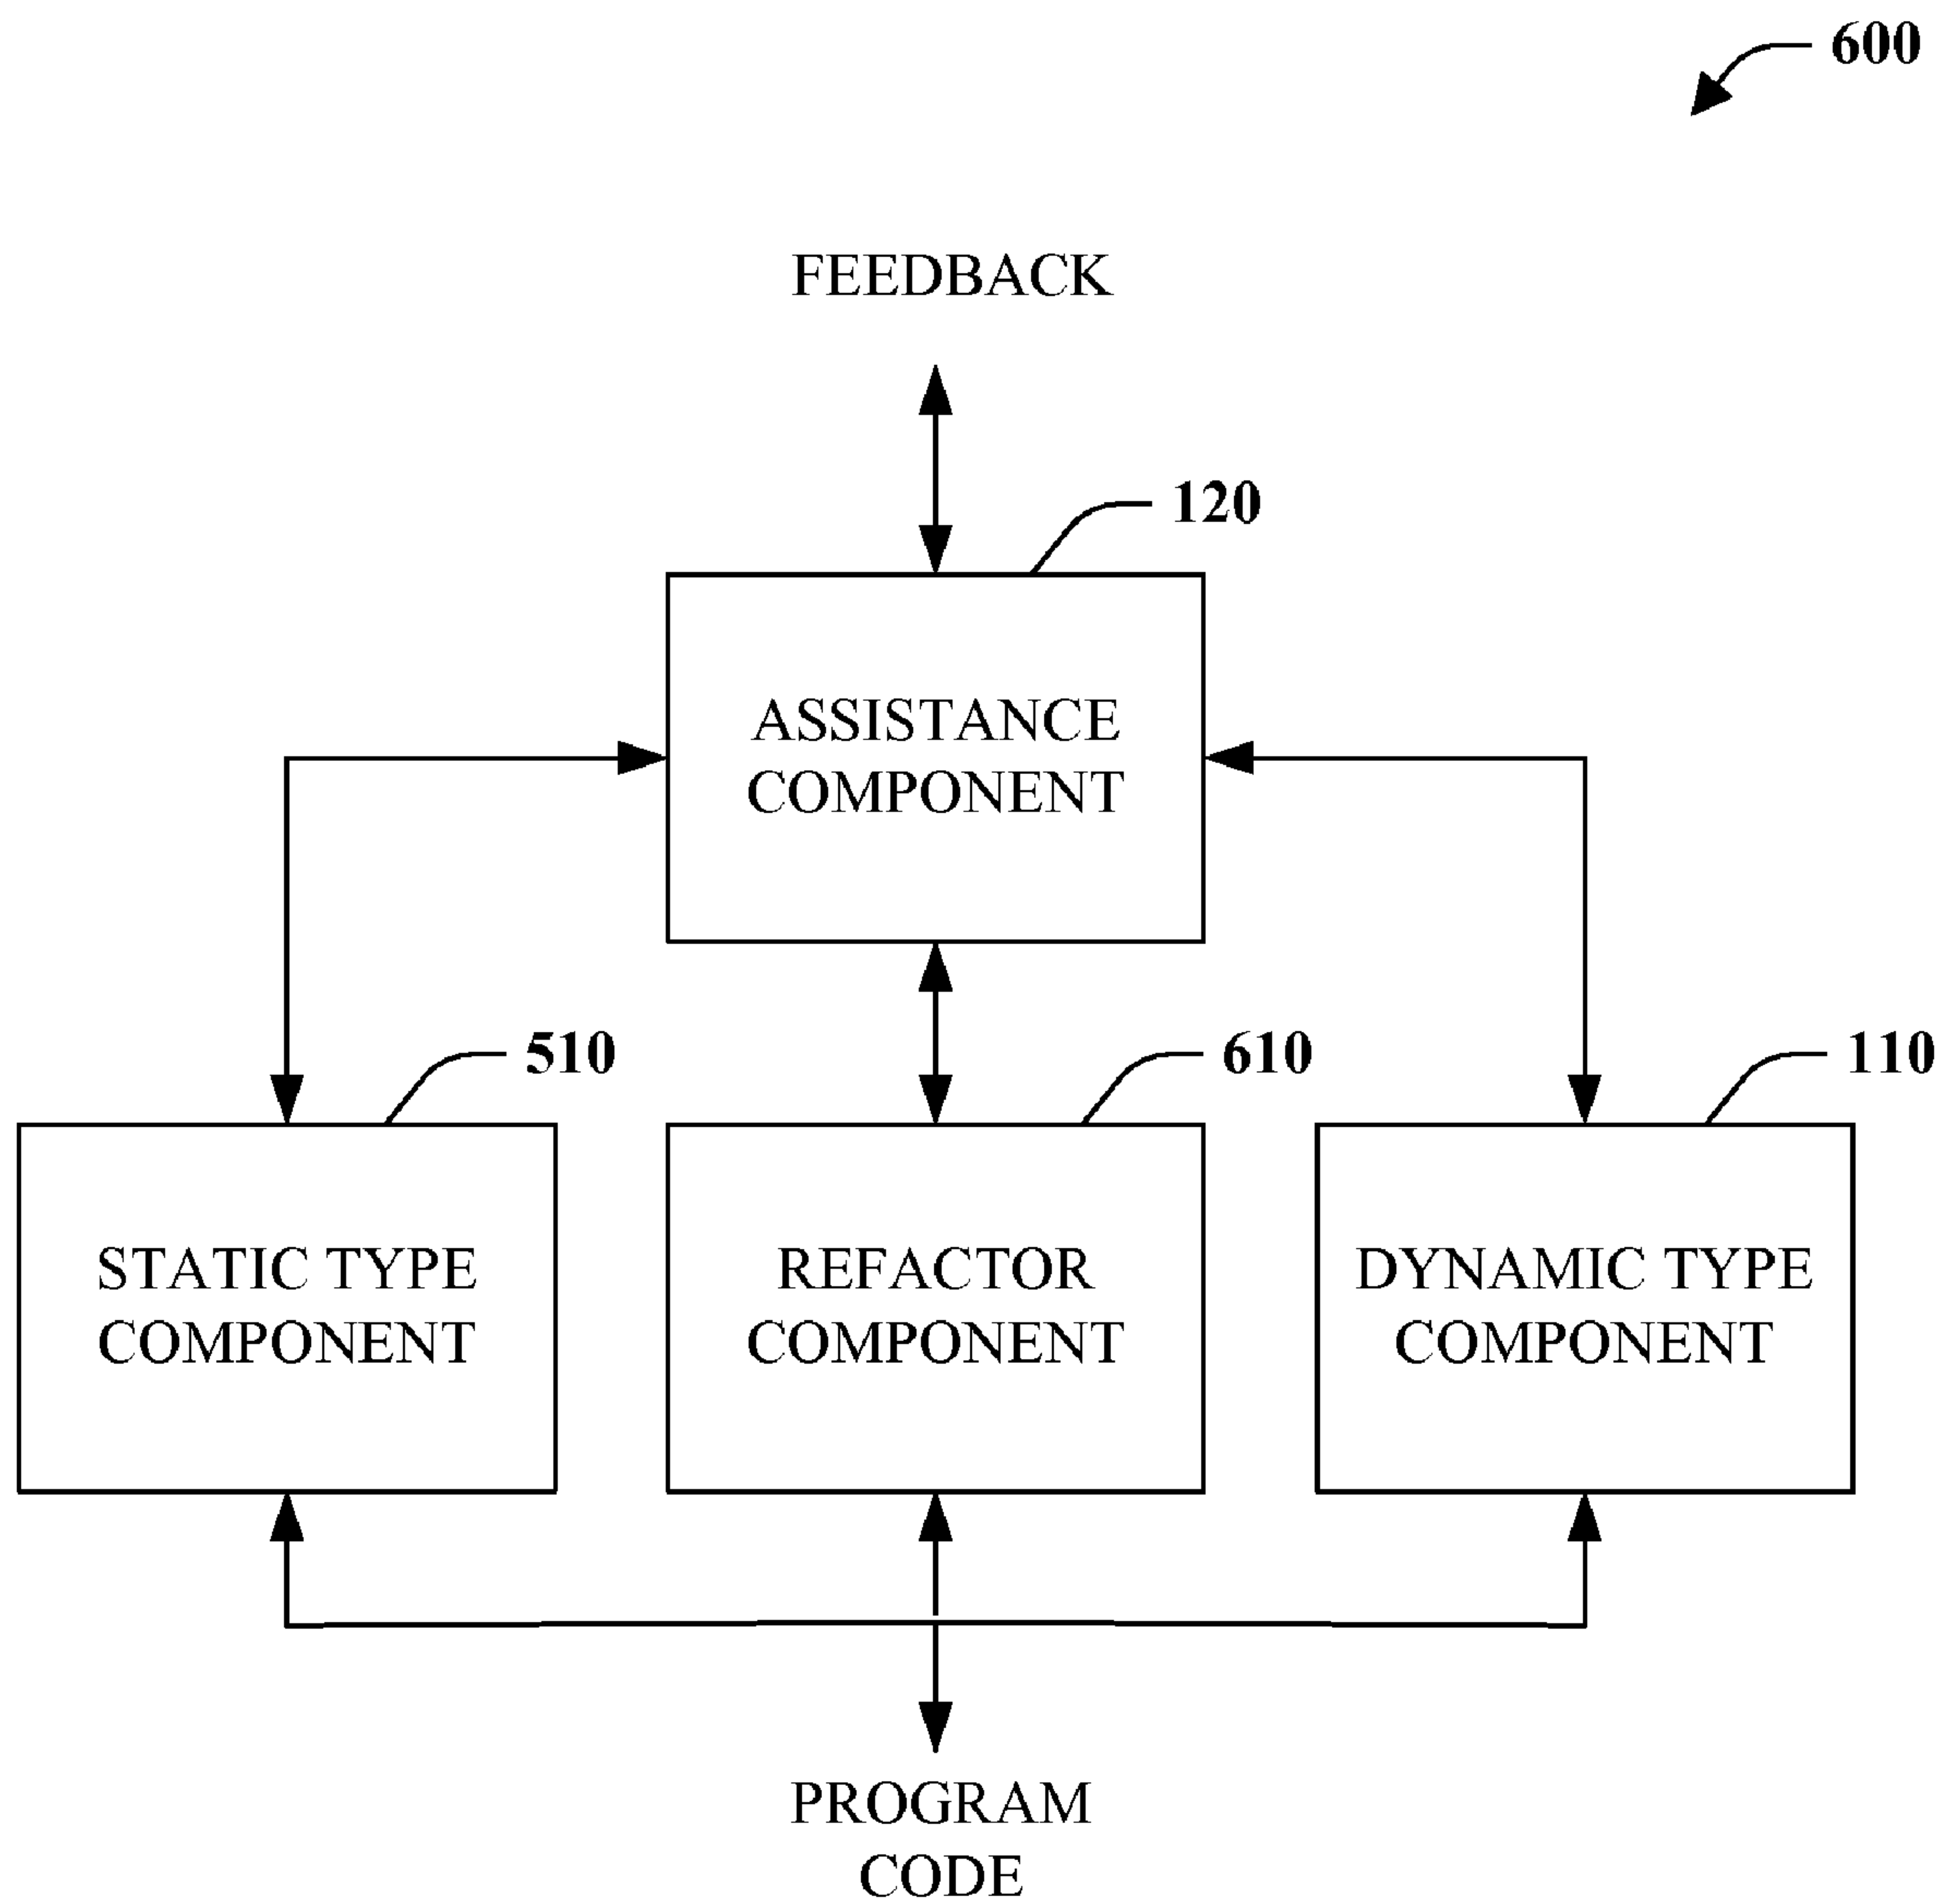 600
FEEDBACK
120
ASSISTANCE
COMPONENT
510
610
110
STATIC TYPE
COMPONENT
REFACTOR
COMPONENT
DYNAMIC TYPE
COMPONENT
PROGRAM
CODE